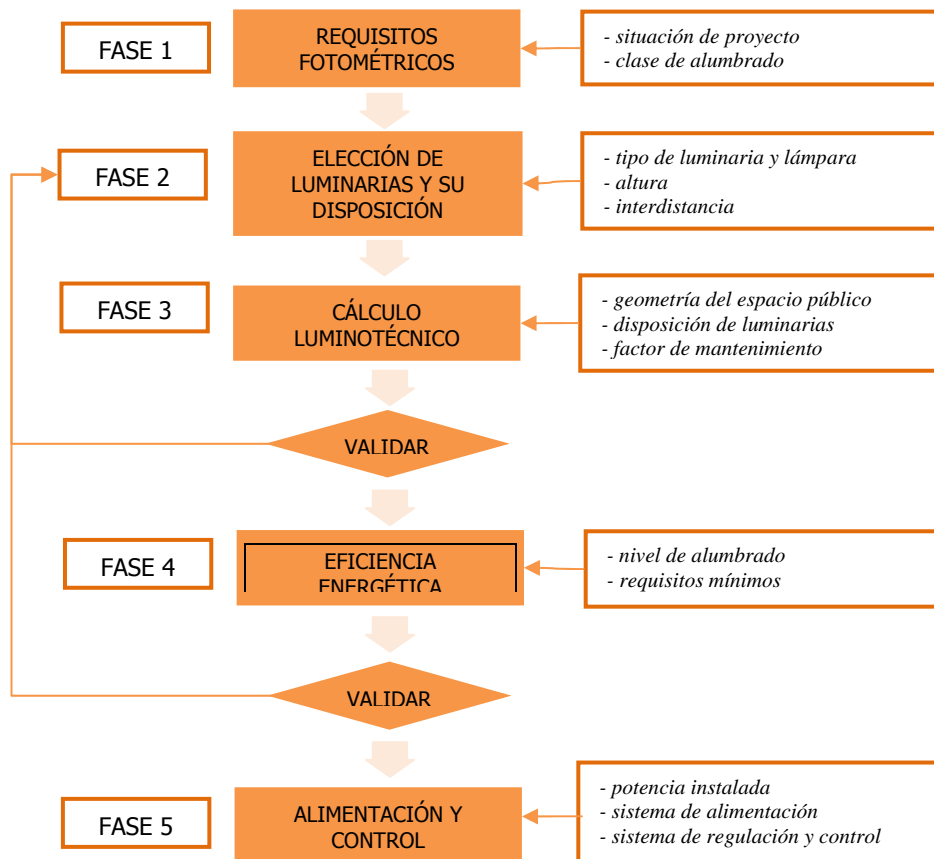 FASE 1
REQUISITOS
FOTOMÉTRICOS
- situación de proyecto
- clase de alumbrado
FASE 2
ELECCIÓN DE
LUMINARIAS Y SU
DISPOSICIÓN
- tipo de luminaria y lámpara
- altura
- interdistancia
FASE 3
CÁLCULO
LUMINOTÉCNICO
- geometría del espacio público
- disposición de luminarias
- factor de mantenimiento
VALIDAR
FASE 4
EFICIENCIA
ENERGÉTICA
- nivel de alumbrado
- requisitos mínimos
VALIDAR
FASE 5
ALIMENTACIÓN Y
CONTROL
- potencia instalada
- sistema de alimentación
- sistema de regulación y control